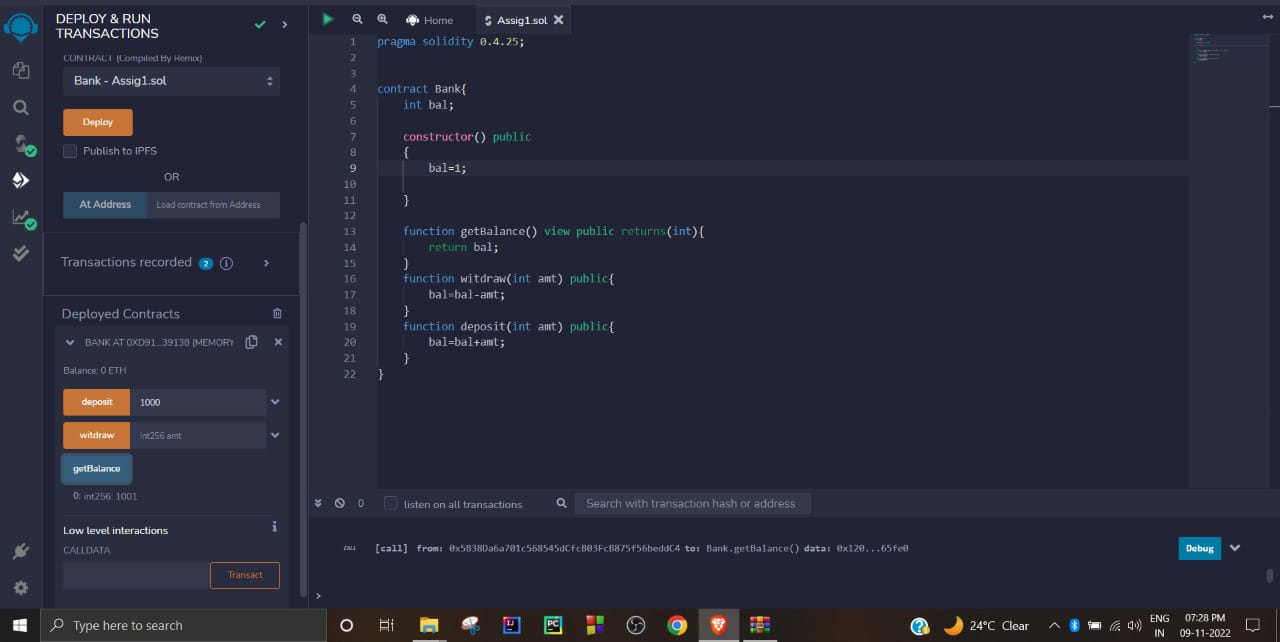 DEPLOY & RUN
TRANSACTIONS
CONTRACT (Compiled By Remix)
Bank - Assig1.sol
Deploy
Publish to IPFS
OR
At Address Load contract from Address
Transactions recorded 2 i
Deployed Contracts
BANK AT 0XD91...39138 (MEMORY
Balance: 0 ETH
deposit 1000
witdraw int256 amt
getBalance
0: int256: 1001
Low level interactions i
CALLDATA
Transact
Home Assig1.sol
1 pragma solidity 0.4.25;
2
3
4 contract Bank{
5 int bal;
6
7 constructor() public
8 {
9 bal=1;
10
11 }
12
13 function getBalance() view public returns(int){
14 return bal;
15 }
16 function witdraw(int amt) public{
17 bal=bal-amt;
18 }
19 function deposit(int amt) public{
20 bal=bal+amt;
21 }
22 }
0 listen on all transactions Search with transaction hash or address
CALL [call] from: 0x5B38Da6a701c568545dCfcB03FcB875f56beddC4 to: Bank.getBalance() data: 0x120...65fe0 Debug
>
Type here to search
24°C Clear
ENG
IN
07:28 PM
09-11-2022